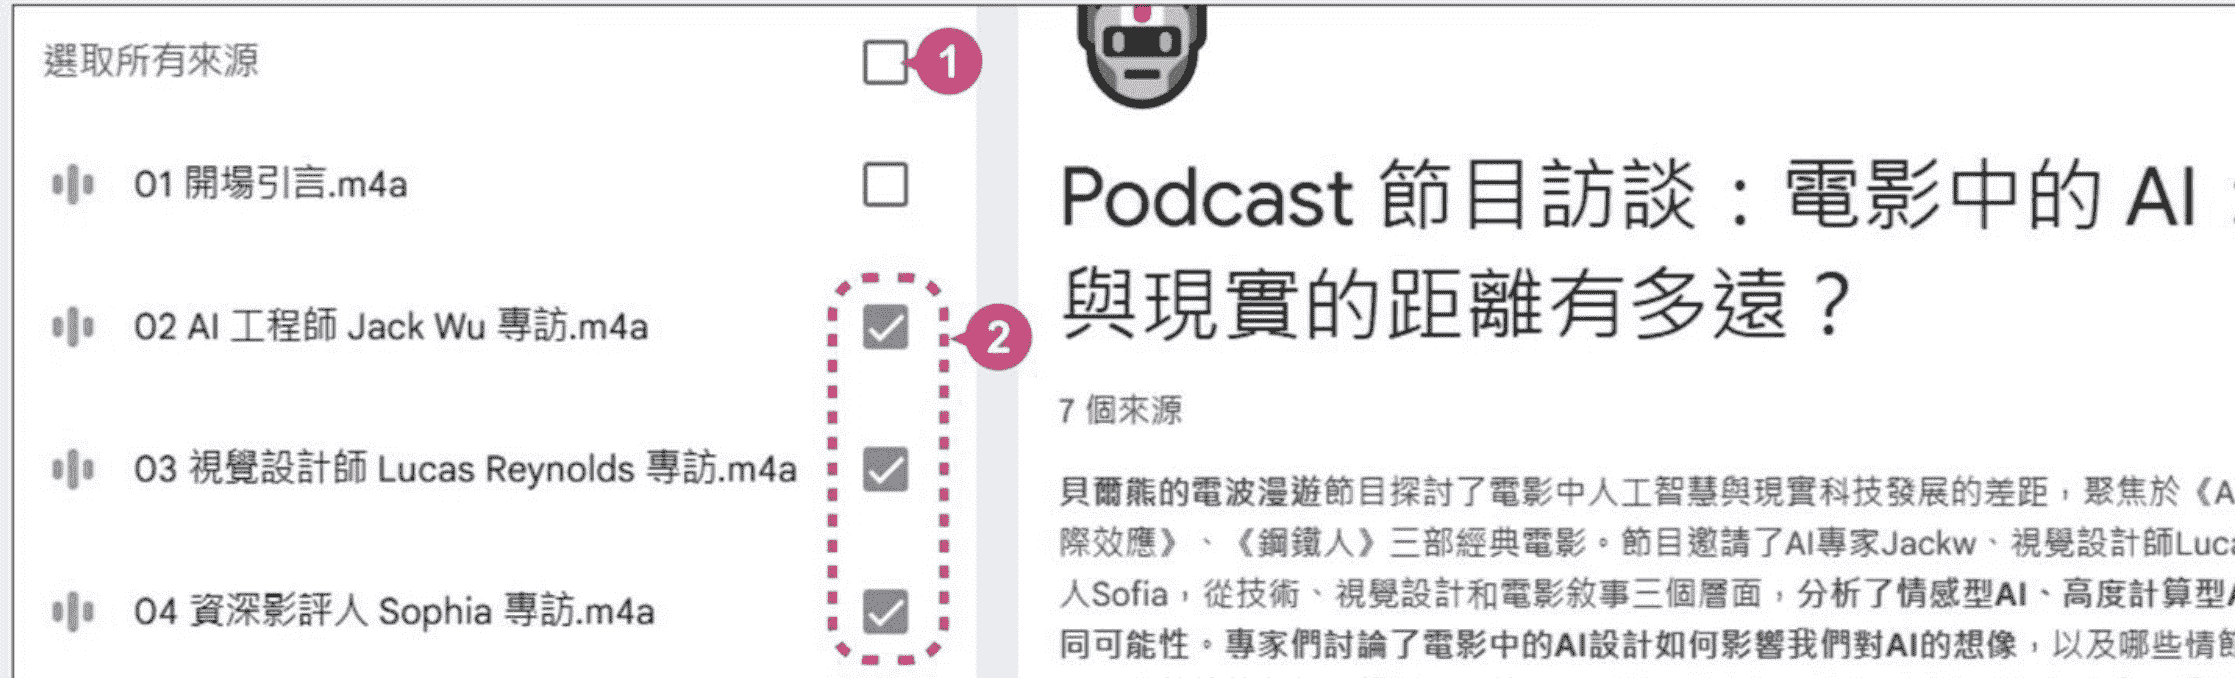 選取所有來源
1
01 開場引言.m4a
02 AI 工程師 Jack Wu 專訪.m4a
2
03 視覺設計師 Lucas Reynolds 專訪.m4a
04 資深影評人 Sophia 專訪.m4a
Podcast 節目訪談：電影中的 AI
與現實的距離有多遠？
7 個來源
貝爾熊的電波漫遊節目探討了電影中人工智慧與現實科技發展的差距，聚焦於《A
際效應》、《鋼鐵人》三部經典電影。節目邀請了AI專家Jackw、視覺設計師Luca
人Sofia，從技術、視覺設計和電影敘事三個層面，分析了情感型AI、高度計算型A
同可能性。專家們討論了電影中的AI設計如何影響我們對AI的想像，以及哪些情節